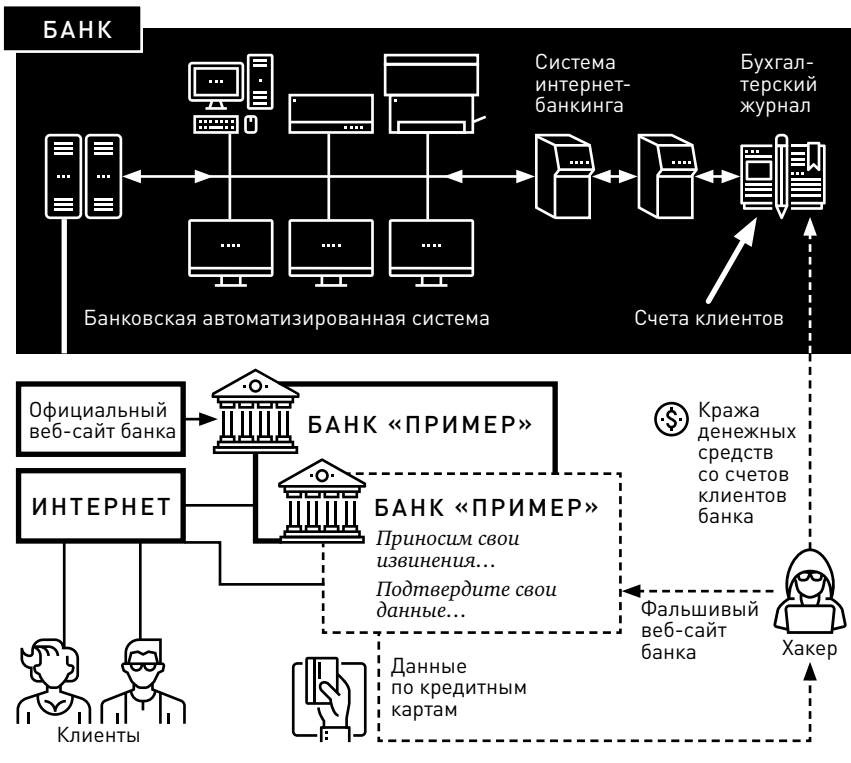 БАНК
Система
интернет-
банкинга
Бухгал-
терский
журнал
Банковская автоматизированная система
Счета клиентов
Официальный
веб-сайт банка
БАНК «ПРИМЕР»
ИНТЕРНЕТ
БАНК «ПРИМЕР»
Приносим свои
извинения…
Подтвердите свои
данные…
Кража
денежных
средств
со счетов
клиентов
банка
Фальшивый
веб-сайт
банка
Хакер
Данные
по кредитным
картам
Клиенты